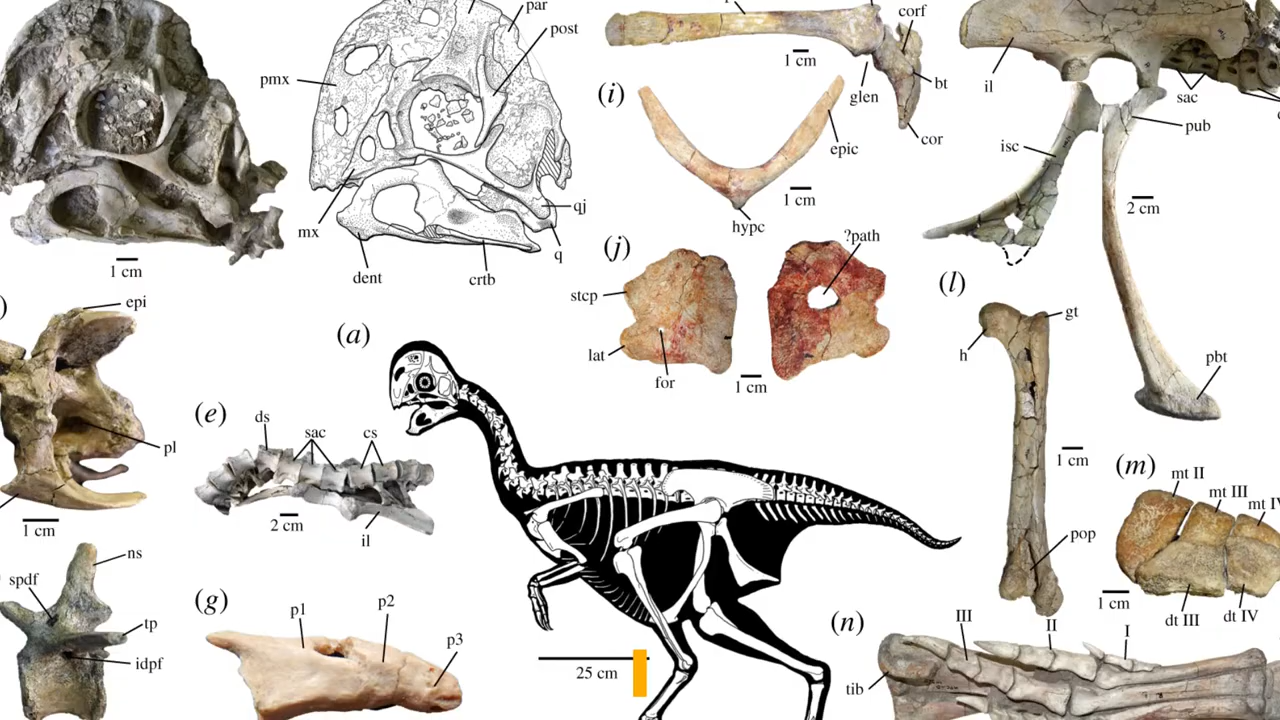 par
post
pmx
mx
dent
crtb
q
qj
1 cm
1 cm
glen
corf
bt
cor
(i)
epic
hypc
1 cm
il
sac
pub
isc
2 cm
pbt
(j)
?path
stcp
lat
for
1 cm
(l)
gt
h
1 cm
pop
epi
pl
1 cm
(a)
(e)
ds
sac
cs
2 cm
il
(m)
mt II
mt III
mt IV
1 cm
dt III
dt IV
ns
spdf
tp
idpf
(g)
p1
p2
p3
25 cm
(n)
III
II
I
tib